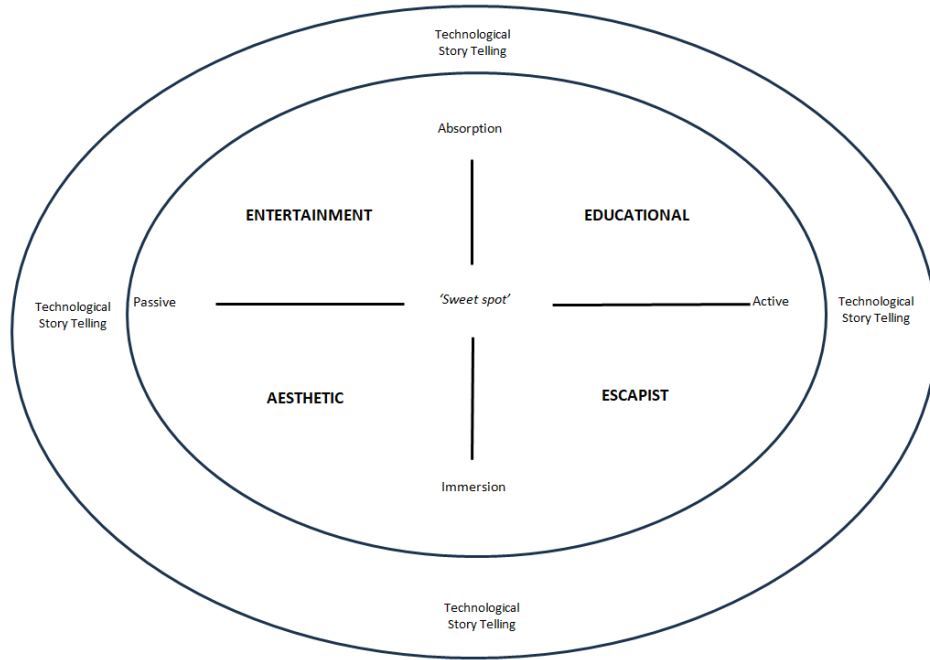 Technological
Story Telling
Absorption
ENTERTAINMENT
EDUCATIONAL
Technological
Story Telling
Passive
‘Sweet spot’
Active
Technological
Story Telling
AESTHETIC
ESCAPIST
Immersion
Technological
Story Telling